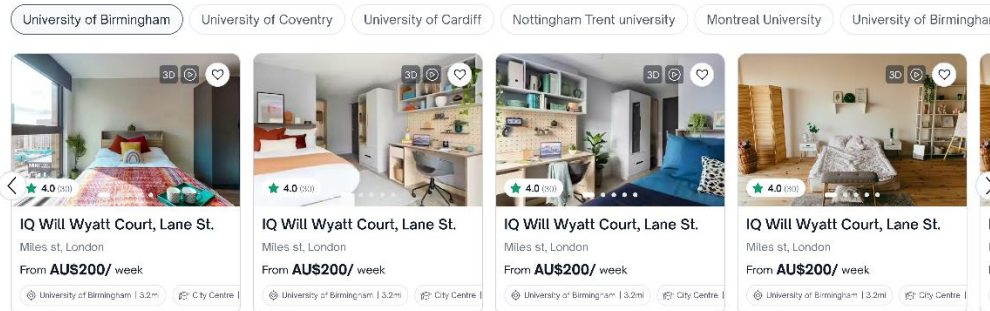 University of Birmingham University of Coventry University of Cardiff Nottingham Trent university Montreal University University of
3D 3D 3D 3D
4.0 (30) 4.0 (30) 4.0 (30) 4.0 (30)
IQ Will Wyatt Court, Lane St. IQ Will Wyatt Court, Lane St. IQ Will Wyatt Court, Lane St. IQ Will Wyatt Court, Lane St.
Miles st, London Miles st, London Miles st, London Miles st, London
From AU$200/ week From AU$200/ week From AU$200/ week From AU$200/ week
University of Birmingham | 3.2mi City Centre | University of Birmingham | 3.2mi City Centre | University of Birmingham | 3.2mi City Centre | University of Birmingham | 3.2mi City Centre |